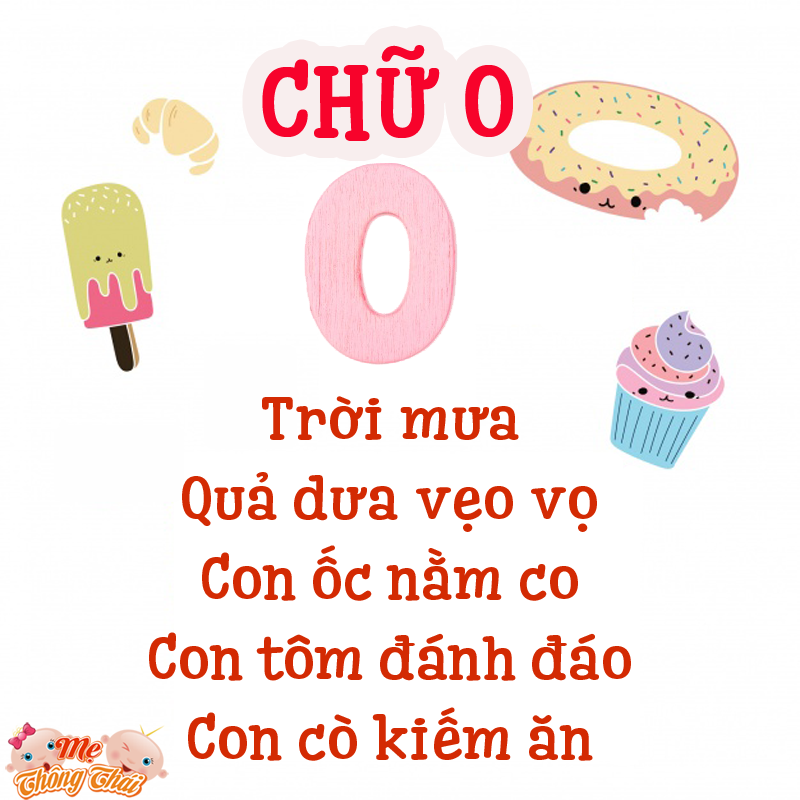 CHỮ O
O
Trời mưa
Quả dưa vẹo vọ
Con ốc nằm co
Con tôm đánh đáo
Con cò kiếm ăn
Mẹ
Thông Thái